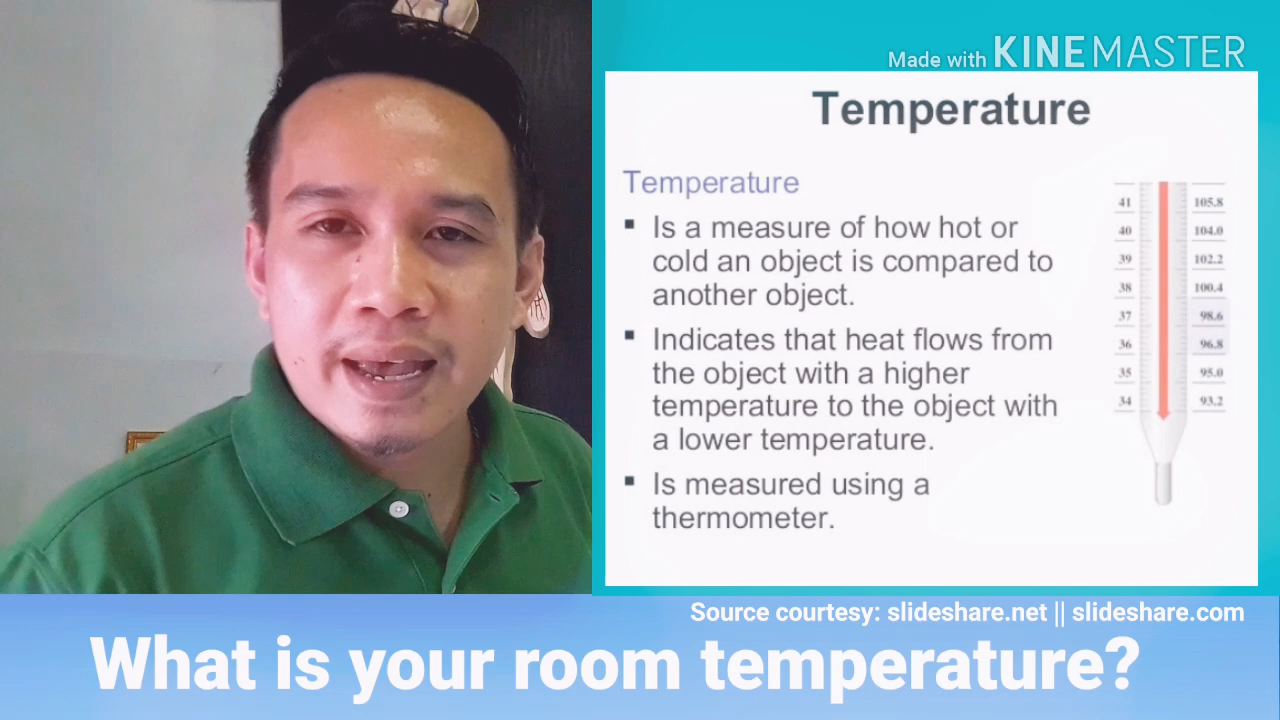 Made with KINEMASTER
Temperature
Temperature
▪ Is a measure of how hot or
cold an object is compared to
another object.
▪ Indicates that heat flows from
the object with a higher
temperature to the object with
a lower temperature.
▪ Is measured using a
thermometer.
41 105.8
40 104.0
39 102.2
38 100.4
37 98.6
36 96.8
35 95.0
34 93.2
Source courtesy: slideshare.net || slideshare.com
What is your room temperature?